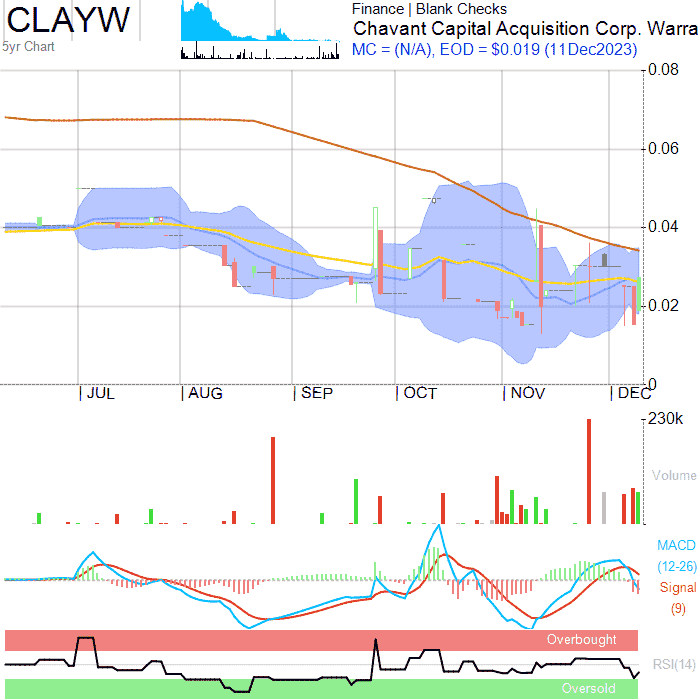 CLAYW
5yr Chart
Finance | Blank Checks
Chavant Capital Acquisition Corp. Warra
MC = (N/A), EOD = $0.019 (11Dec2023)
0.08
0.06
0.04
0.02
0
JUL AUG SEP OCT NOV DEC
230k
Volume
MACD
(12-26)
Signal
(9)
Overbought
RSI(14)
Oversold